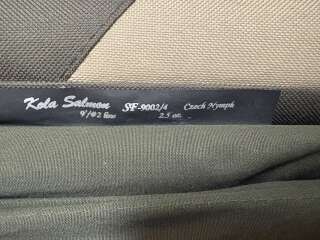 Kola Salmon SF-9002/4 Czech Nymph
9'/#2 line 2.5 oz.